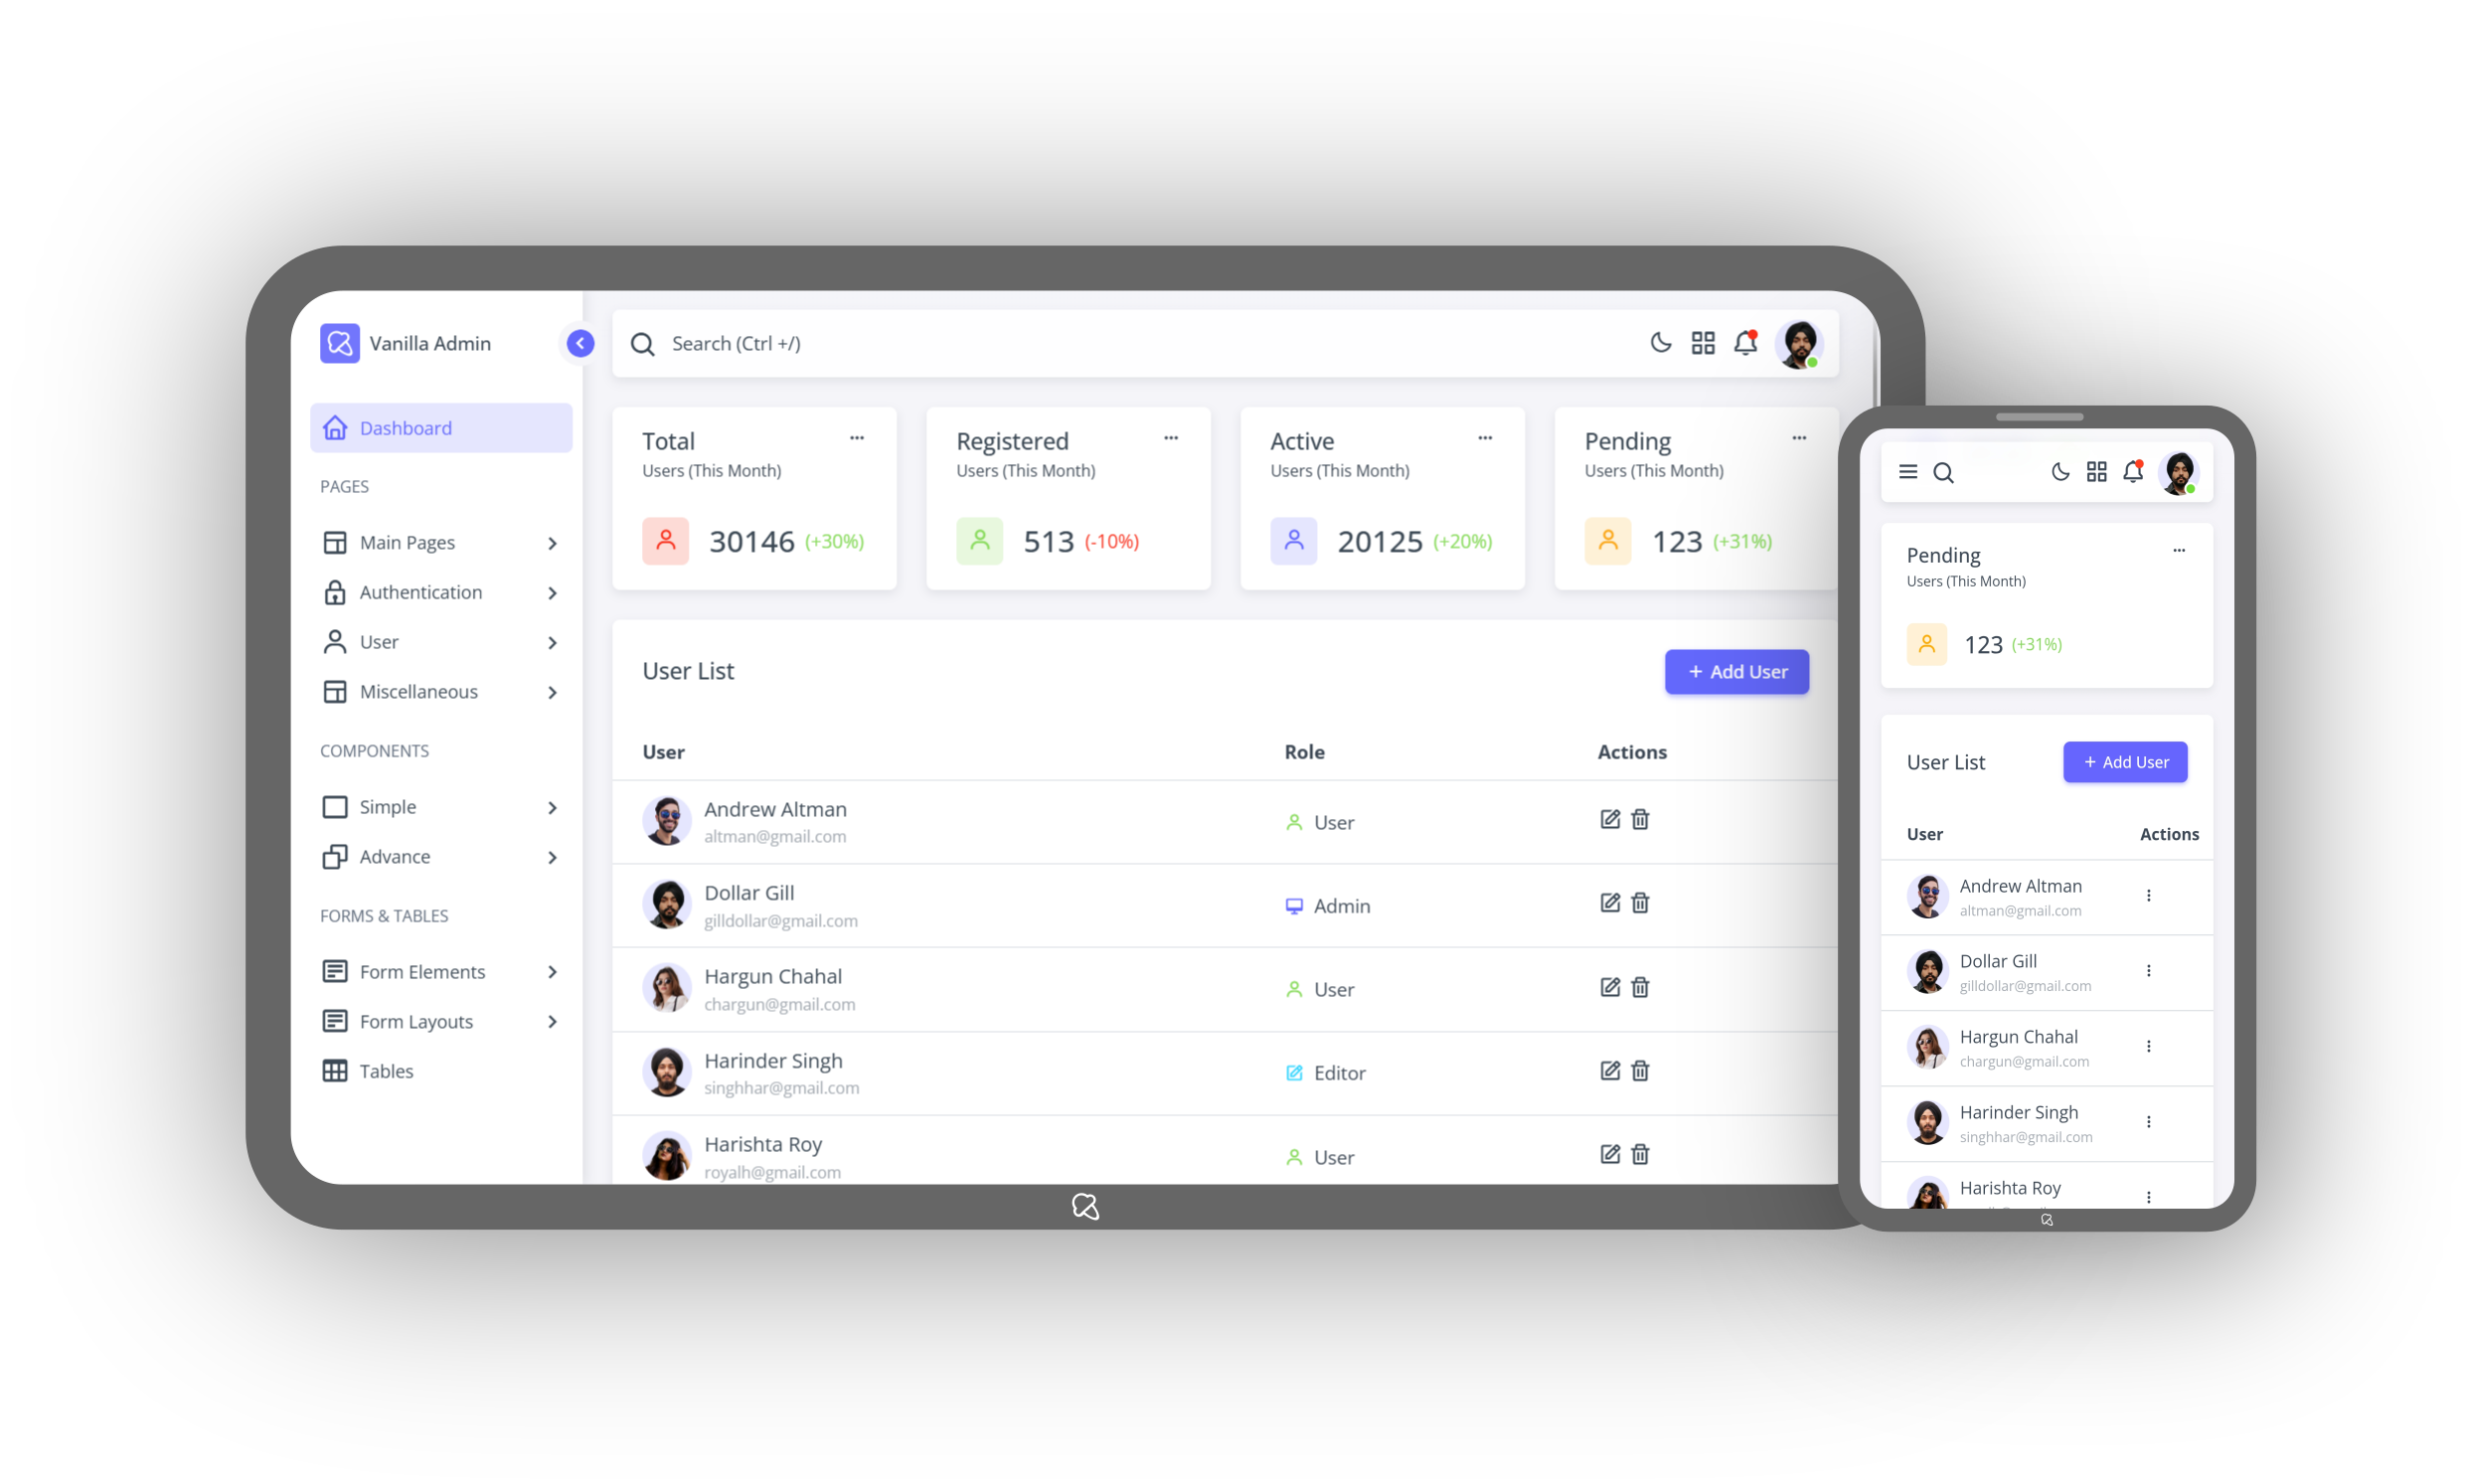 Vanilla Admin
Dashboard
PAGES
Main Pages
Authentication
User
Miscellaneous
COMPONENTS
Simple
Advance
FORMS & TABLES
Form Elements
Form Layouts
Tables
Search (Ctrl +/)
Total
Users (This Month)
30146 (+30%)
Registered
Users (This Month)
513 (-10%)
Active
Users (This Month)
20125 (+20%)
Pending
Users (This Month)
123 (+31%)
User List
+ Add User
User Role Actions
Andrew Altman
altman@gmail.com
User
Dollar Gill
gilldollar@gmail.com
Admin
Hargun Chahal
chargun@gmail.com
User
Harinder Singh
singhhar@gmail.com
Editor
Harishta Roy
royalh@gmail.com
User
Pending
Users (This Month)
123 (+31%)
User List
+ Add User
User Actions
Andrew Altman
altman@gmail.com
Dollar Gill
gilldollar@gmail.com
Hargun Chahal
chargun@gmail.com
Harinder Singh
singhhar@gmail.com
Harishta Roy